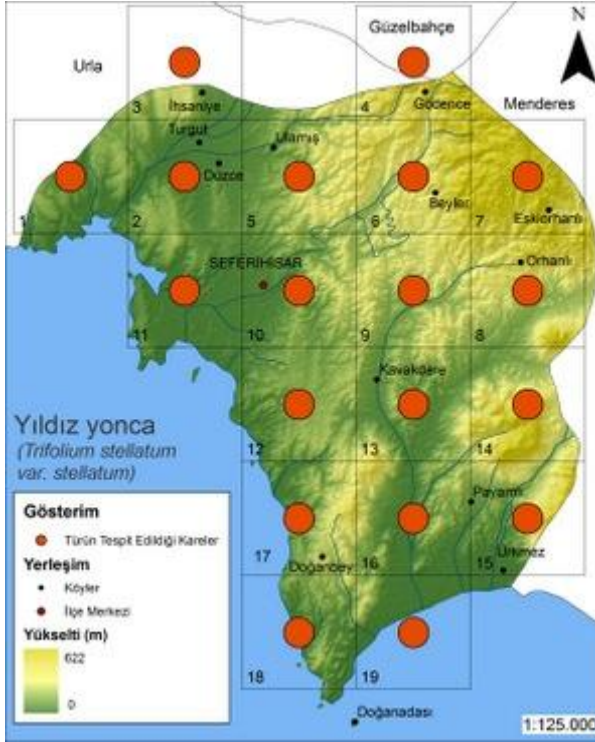 Güzelbahçe
N
Urla
3
İhsaniye
4
Gödence
Menderes
Turgut
Ulamış
Düzce
Beyler
1
2
5
6
7
Eskiorhanlı
SEFERİHİSAR
Orhanlı
11
10
9
8
Kavakdere
Yıldız yonca
(Trifolium stellatum
var. stellatum)
12
13
14
Gösterim
Türün Tespit Edildiği Kareler
Payamlı
Yerleşim
Köyler
17
Doğanbey
16
15
Ürkmez
İlçe Merkezi
Yükselti (m)
622
0
18
19
Doğanadası
1:125.000